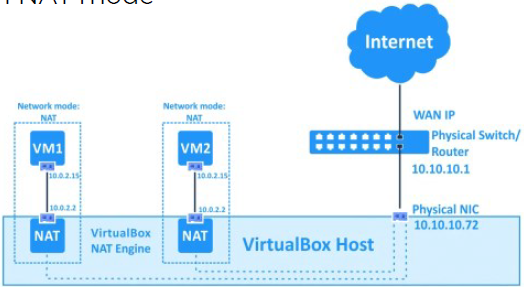 Internet
Network mode:
NAT
Network mode:
NAT
WAN IP
VM1
VM2
Physical Switch/
Router
10.10.10.1
10.0.2.15
10.0.2.15
10.0.2.2
10.0.2.2
Physical NIC
10.10.10.72
NAT
VirtualBox
NAT Engine
NAT
VirtualBox Host